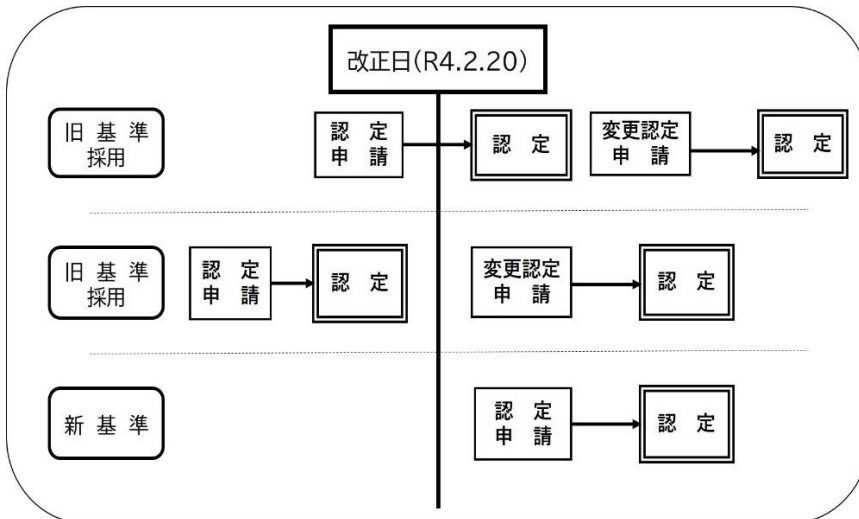 改正日(R4.2.20)
旧 基 準
採用
認 定
申 請
認 定
変更認定
申 請
認 定
旧 基 準
採用
認 定
申 請
認 定
変更認定
申 請
認 定
新 基 準
認 定
申 請
認 定